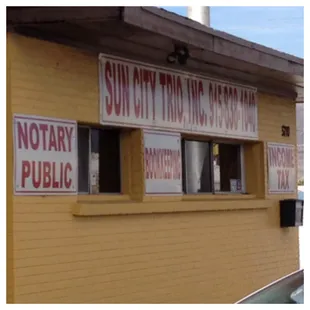 SUN CITY TRIO, INC.
NOTARY
PUBLIC
BOOKKEEPING
INCOME
TAX